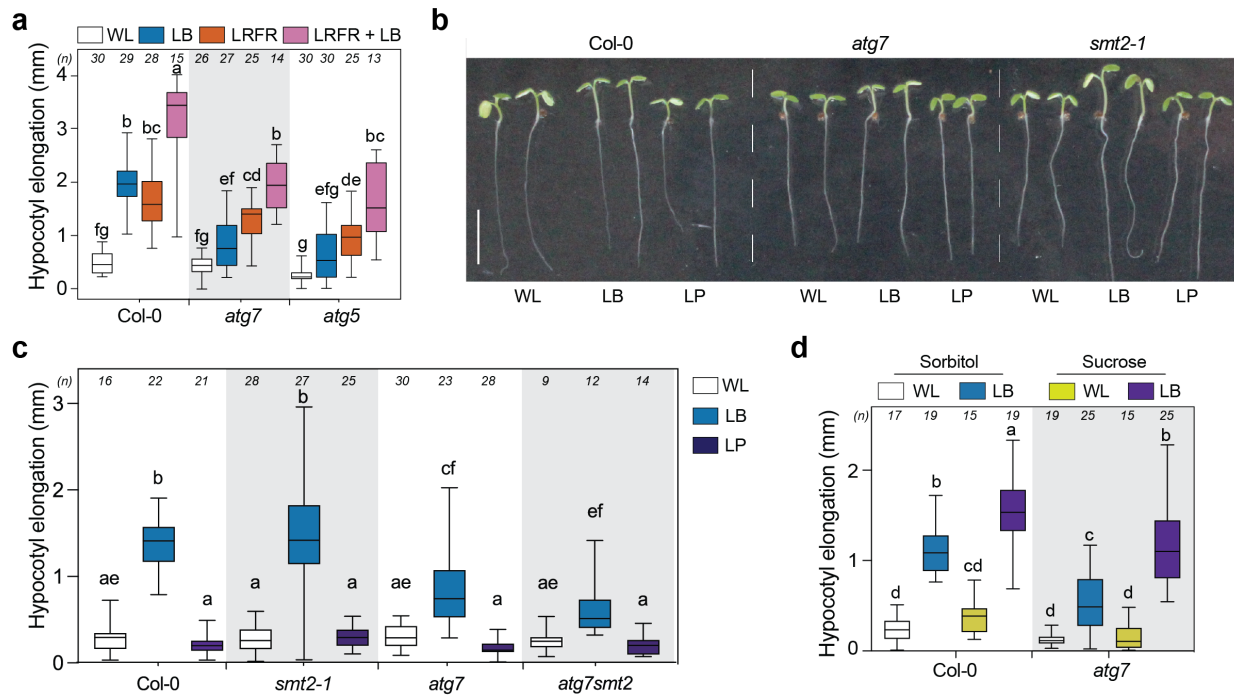 a
WL LB LRFR LRFR + LB
(n) 30 29 28 15 26 27 25 14 30 30 25 13
Hypocotyl elongation (mm)
4
3
2
1
0
fg b bc a fg ef cd b g efg de bc
Col-0 atg7 atg5
b
Col-0 atg7 smt2-1
WL LB LP WL LB LP WL LB LP
c
(n) 16 22 21 28 27 25 30 23 28 9 12 14
Hypocotyl elongation (mm)
3
2
1
0
ae b a a b a ae cf a ae ef a
Col-0 smt2-1 atg7 atg7smt2
WL
LB
LP
d
Sorbitol Sucrose
WL LB WL LB
(n) 17 19 15 19 19 25 15 25
Hypocotyl elongation (mm)
2
1
0
d b cd a d c d b
Col-0 atg7